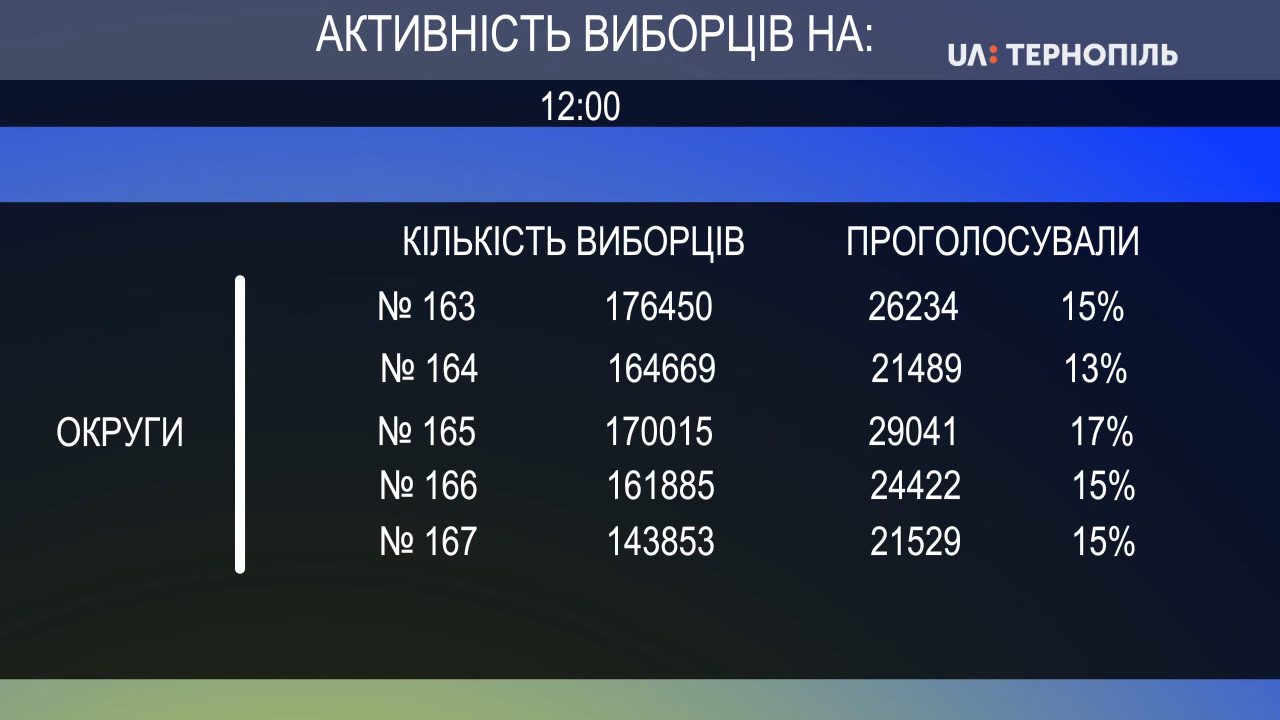 АКТИВНІСТЬ ВИБОРЦІВ НА:
UA: ТЕРНОПІЛЬ
12:00
КІЛЬКІСТЬ ВИБОРЦІВ ПРОГОЛОСУВАЛИ
№ 163 176450 26234 15%
№ 164 164669 21489 13%
ОКРУГИ № 165 170015 29041 17%
№ 166 161885 24422 15%
№ 167 143853 21529 15%